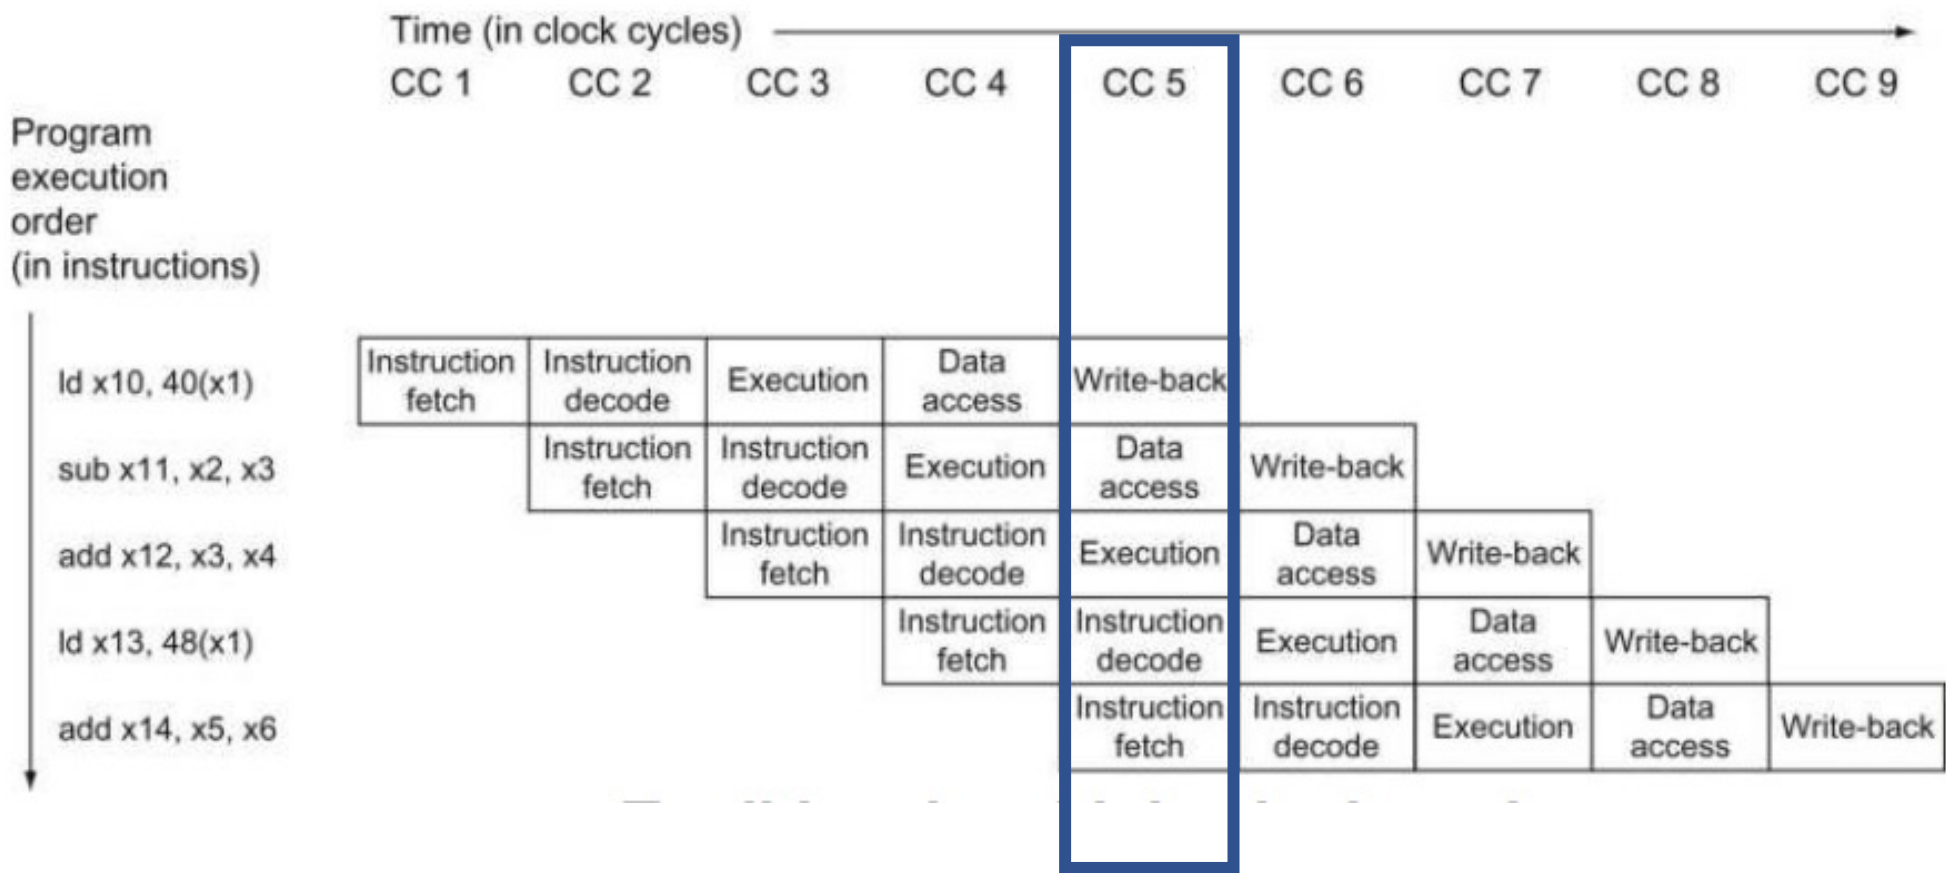 Time (in clock cycles)
CC 1 CC 2 CC 3 CC 4 CC 5 CC 6 CC 7 CC 8 CC 9
Program
execution
order
(in instructions)
ld x10, 40(x1)
Instruction fetch
Instruction decode
Execution
Data access
Write-back
sub x11, x2, x3
Instruction fetch
Instruction decode
Execution
Data access
Write-back
add x12, x3, x4
Instruction fetch
Instruction decode
Execution
Data access
Write-back
ld x13, 48(x1)
Instruction fetch
Instruction decode
Execution
Data access
Write-back
add x14, x5, x6
Instruction fetch
Instruction decode
Execution
Data access
Write-back